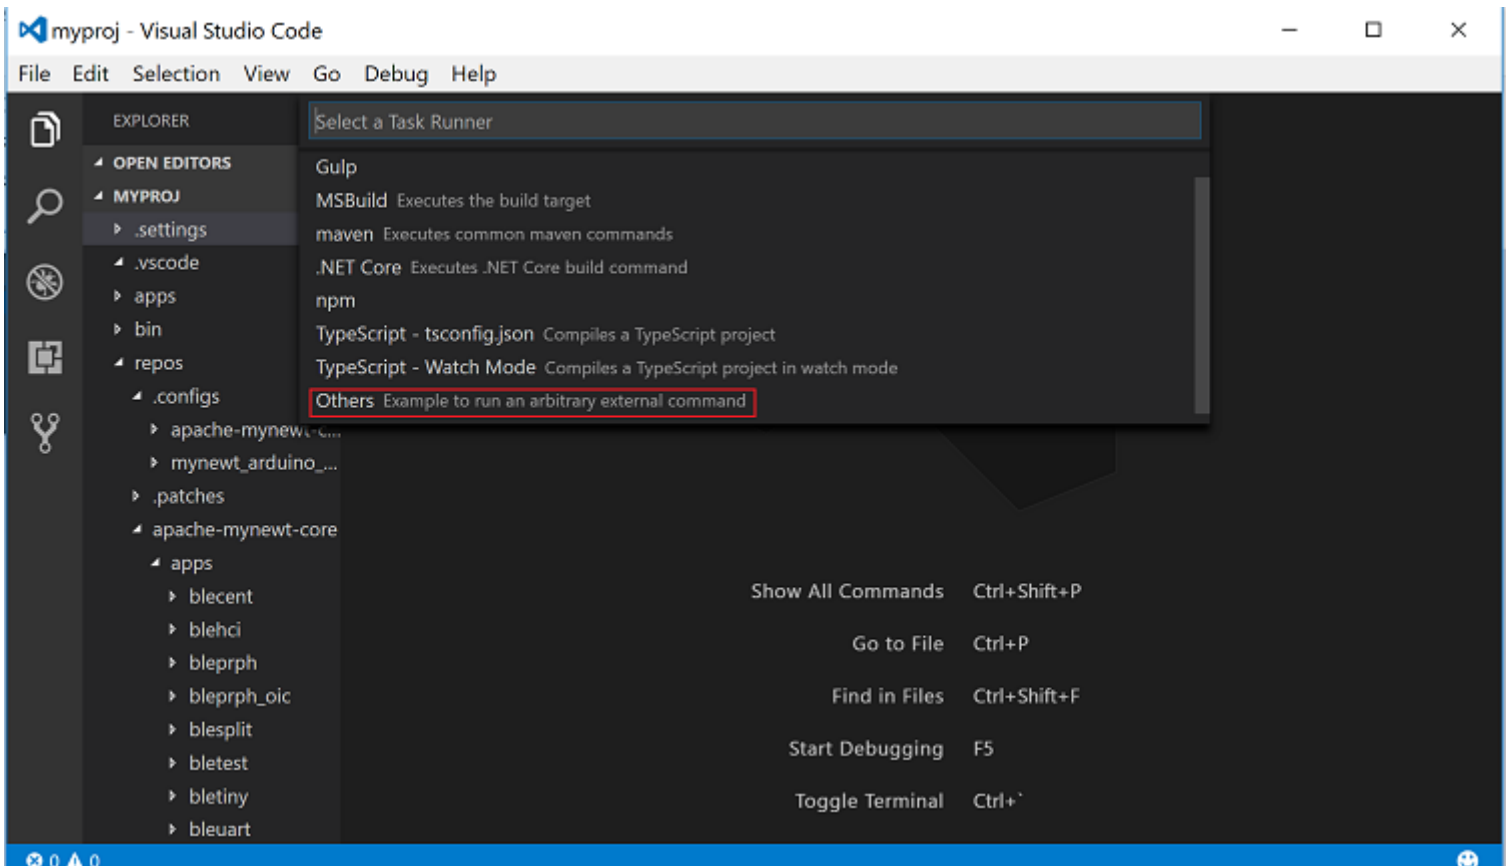 myproj - Visual Studio Code
File Edit Selection View Go Debug Help
EXPLORER
OPEN EDITORS
MYPROJ
.settings
.vscode
apps
bin
repos
.configs
apache-mynewt-c...
mynewt_arduino_...
.patches
apache-mynewt-core
apps
blecent
blehci
bleprph
bleprph_oic
blesplit
bletest
bletiny
bleuart
Select a Task Runner
Gulp
MSBuild Executes the build target
maven Executes common maven commands
.NET Core Executes .NET Core build command
npm
TypeScript - tsconfig.json Compiles a TypeScript project
TypeScript - Watch Mode Compiles a TypeScript project in watch mode
Others Example to run an arbitrary external command
Show All Commands Ctrl+Shift+P
Go to File Ctrl+P
Find in Files Ctrl+Shift+F
Start Debugging F5
Toggle Terminal Ctrl+`
0 0